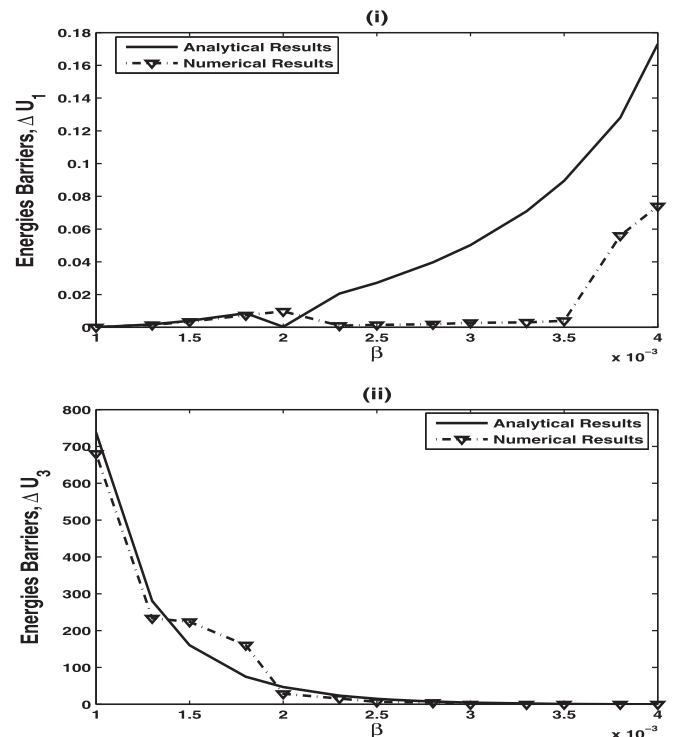 (i)
Energies Barriers, Δ U1
0.18
0.16
0.14
0.12
0.1
0.08
0.06
0.04
0.02
0
Analytical Results
Numerical Results
1 1.5 2 2.5 3 3.5 4
β
x 10⁻³
(ii)
Energies Barriers, Δ U3
800
700
600
500
400
300
200
100
0
Analytical Results
Numerical Results
1 1.5 2 2.5 3 3.5 4
β
x 10⁻³